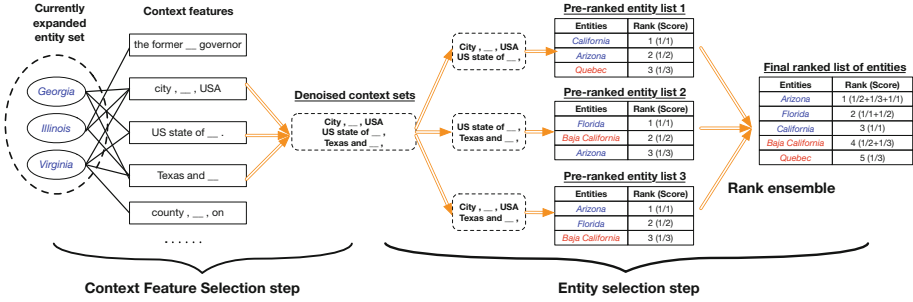 Currently
expanded
entity set
Georgia
Illinois
Virginia
Context features
the former __ governor
city , __ , USA
US state of __ .
Texas and __
county , __ , on
. . . . . .
Context Feature Selection step
Denoised context sets
City , __ , USA
US state of __ ,
Texas and __ ,
City , __ , USA
US state of __ ,
US state of __ ,
Texas and __ ,
City , __ , USA
Texas and __ ,
Pre-ranked entity list 1
Entities Rank (Score)
California 1 (1/1)
Arizona 2 (1/2)
Quebec 3 (1/3)
Pre-ranked entity list 2
Entities Rank (Score)
Florida 1 (1/1)
Baja California 2 (1/2)
Arizona 3 (1/3)
Pre-ranked entity list 3
Entities Rank (Score)
Arizona 1 (1/1)
Florida 2 (1/2)
Baja California 3 (1/3)
Final ranked list of entities
Entities Rank (Score)
Arizona 1 (1/2+1/3+1/1)
Florida 2 (1/1+1/2)
California 3 (1/1)
Baja California 4 (1/2+1/3)
Quebec 5 (1/3)
Rank ensemble
Entity selection step